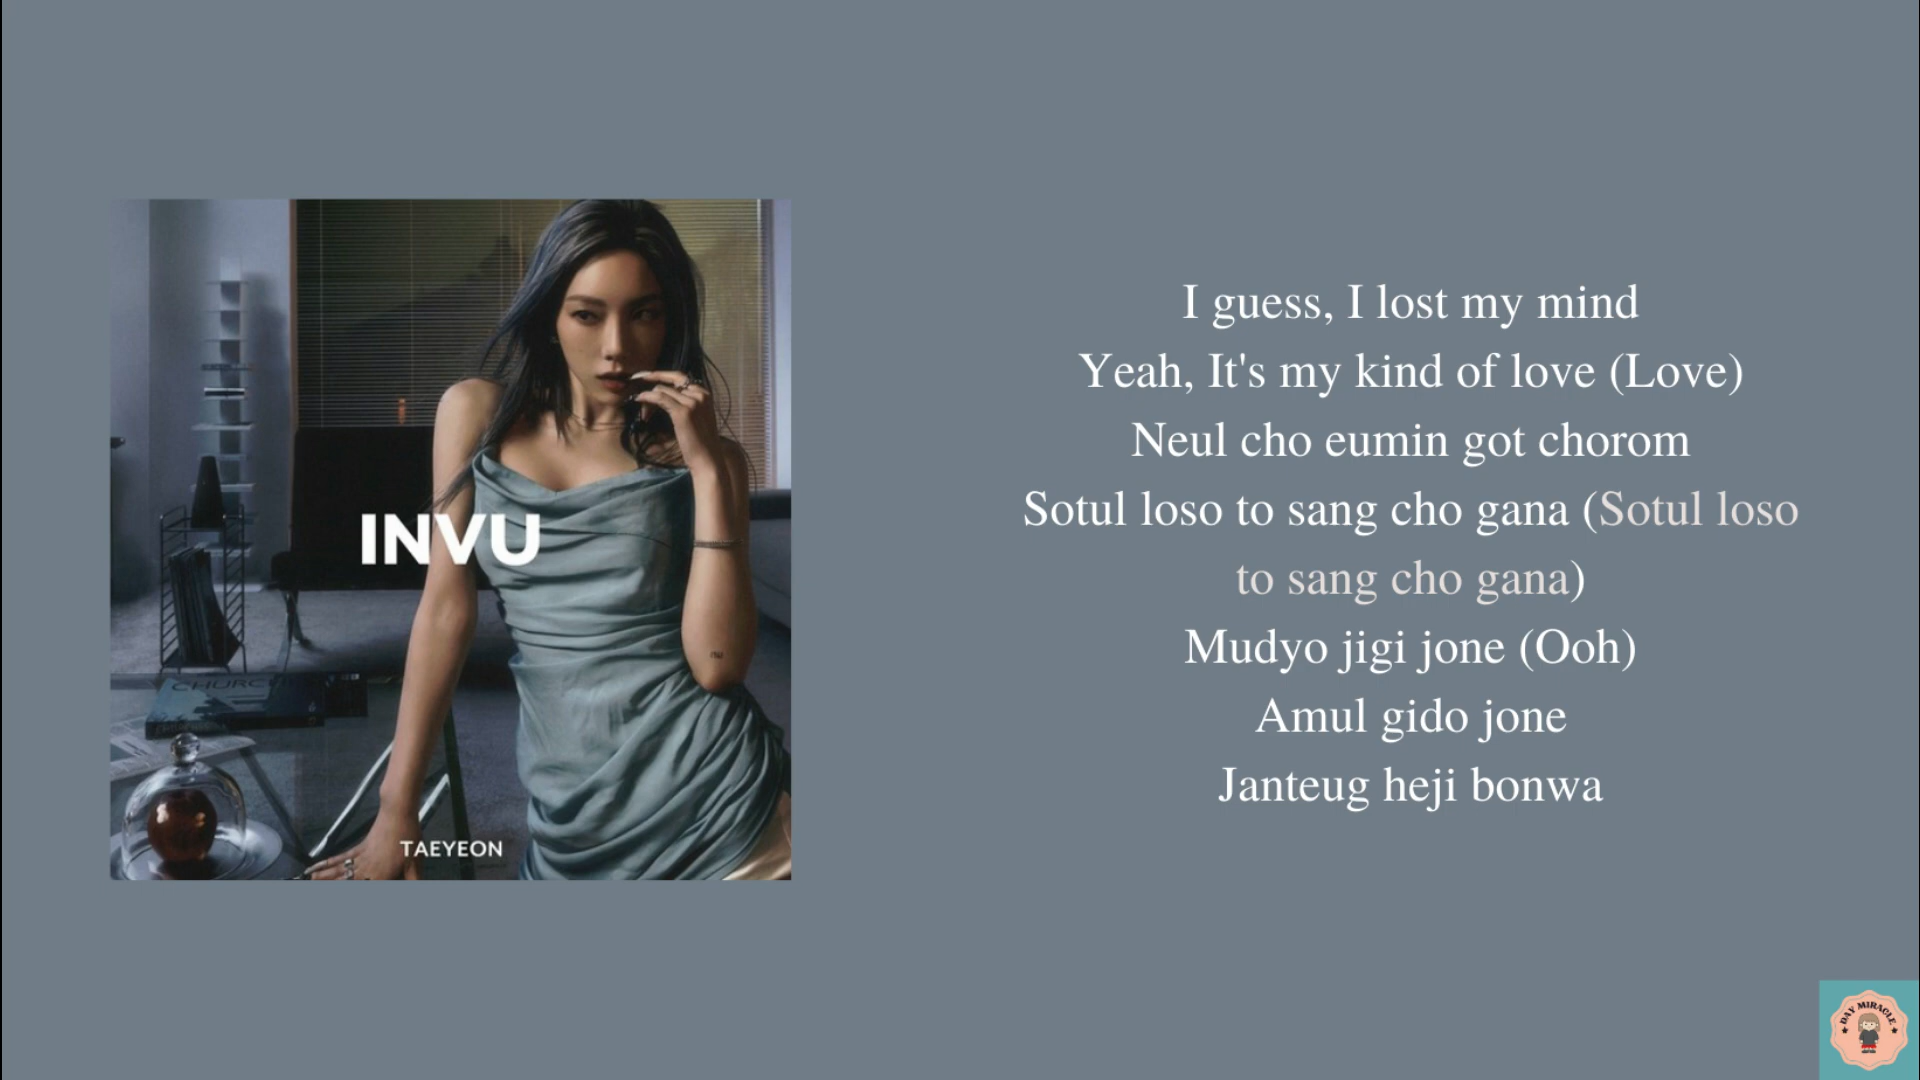 INVU
TAEYEON
I guess, I lost my mind
Yeah, It's my kind of love (Love)
Neul cho eumin got chorom
Sotul loso to sang cho gana (Sotul loso
to sang cho gana)
Mudyo jigi jone (Ooh)
Amul gido jone
Janteug heji bonwa
DAY MIRACLE